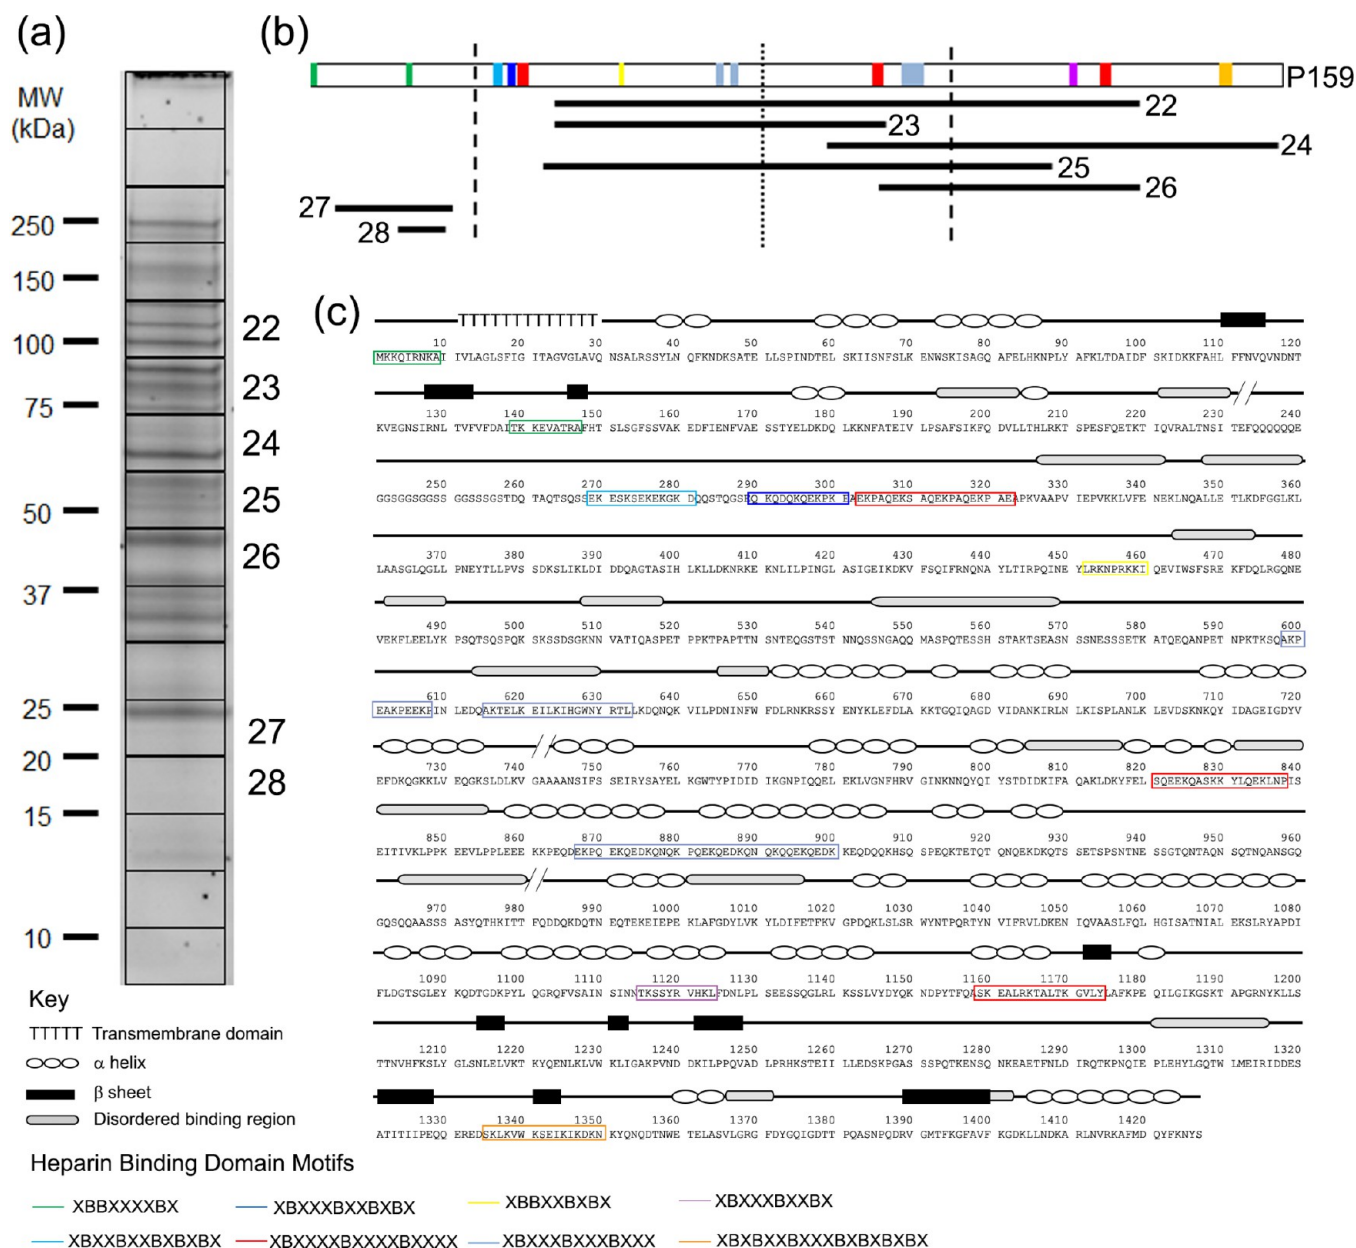 (a)
MW
(kDa)
250
150
100
75
50
37
25
20
15
10
22
23
24
25
26
27
28
(b)
P159
22
23
24
25
26
27
28
(c)
TTTTTTTTTTTTT
10 20 30 40 50 60 70 80 90 100 110 120
MKKQIRNKAI IVLAGLSFIG ITAGVGLAVQ NSALRSSYLN QFKNDKSATE LLSPINDTEL SKIISNFSLK ENWSKISAGQ AFELHKNPLY AFKLTDAIDF SKIDKKFAHL FFNVQVNDNT
130 140 150 160 170 180 190 200 210 220 230 240
KVEGNSIRNL TVFVFDAITK KEVATRAFHT SLSGFSSVAK EDFIENFVAE SSTYELDKDQ LKKNFATEIV LPSAFSIKFQ DVLLTHLRKT SPESFQETKT IQVRALTNSI TEFQQQQQQE
250 260 270 280 290 300 310 320 330 340 350 360
GGSGGSGGSS GGSSSGSTDQ TAQTSQSSEK ESKSEKEKGK DQQSTQGSEQ KQDQKQEKPK EAEKPAQEKS AQEKPAQEKP AEAPKVAAPV IEPVKKLVFE NEKLNQALLE TLKDFGGLKL
370 380 390 400 410 420 430 440 450 460 470 480
LAASGLQGLL PNEYTLLPVS SDKSLIKLDI DDQAGTASIH LKLLDKNRKE KNLILPINGL ASIGEIKDKV FSQIFRNQNA YLTIRPQINE YLRKNPRKKI QEVIWSFSRE KFDQLRGQNE
490 500 510 520 530 540 550 560 570 580 590 600
VEKFLEELYK PSQTSQSPQK SKSSDSGKNN VATIQASPET PPKTPAPTTN SNTEQGSTST NNQSSNGAQQ MASPQTESSH STAKTSEASN SSNESSSETK ATQEQANPET NPKTKSQAKP
610 620 630 640 650 660 670 680 690 700 710 720
EAKPEEKPIN LEDQAKTELK EILKIHGWNY RTLLKDQNQK VILPDNINFW FDLRNKRSSY ENYKLEFDLA KKTGQIQAGD VIDANKIRLN LKISPLANLK LEVDSKNKQY IDAGEIGDYV
730 740 750 760 770 780 790 800 810 820 830 840
EFDKQGKKLV EQGKSLDLKV GAAAANSIFS SEIRYSAYEL KGWTYPIDID IKGNPIQQEL EKLVGNFHRV GINKNNQYQI YSTDIDKIFA QAKLDKYFEL SQEEKQASKK YLQEKLNPIS
850 860 870 880 890 900 910 920 930 940 950 960
EITIVKLPPK EEVLPPLEEE KKPEQDEKPQ EKQEDKQNQK PQEKQEDKQN QKQQEKQEDK KEQDQQKHSQ SPEQKTETQT QNQEKDKQTS SETSPSNTNE SSGTQNTAQN SQTNQANSGQ
970 980 990 1000 1010 1020 1030 1040 1050 1060 1070 1080
GQSQQAASSS ASYQTHKITT FQDDQKDQTN EQTEKEIEPE KLAFGDYLVK YLDIFETFKV GPDQKLSLSR WYNTPQRTYN VIFRVLDKEN IQVAASLFQL HGISATNIAL EKSLRYAPDI
1090 1100 1110 1120 1130 1140 1150 1160 1170 1180 1190 1200
FLDGTSGLEY KQDTGDKPYL QGRQFVSAIN SINNTKSSYR VHKLFDNLPL SEESSQGLRL KSSLVYDYQK NDPYTFQASK EALRKTALTK GVLYLAFKPE QILGIKGSKT APGRNYKLLS
1210 1220 1230 1240 1250 1260 1270 1280 1290 1300 1310 1320
TTNVHFKSLY GLSNLELVKT KYQENLKLVW KLIGAKPVND DKILPPQVAD LPRHKSTEII LLEDSKPGAS SSPQTKENSQ NKEAETFNLD IRQTKPNQIN EPLEHYLGQTW LMEIRIDDES
1330 1340 1350 1360 1370 1380 1390 1400 1410 1420
ATITIIPEQQ EREDSKLKVW KSEIKIKDKN KYQNQDTNWE TELASVLGRG FDYGQIGDTT PQASNPQDRV GMTFKGFAVF KGDKLLNDKA RLNVRKAFMD QYFKNYS
Key
TTTTT Transmembrane domain
α helix
β sheet
Disordered binding region
Heparin Binding Domain Motifs
XBBXXXXBX
XBXXXBXXBXBX
XBBXXBXBX
XBXXXBXXBX
XBXXBXXBXBXBX
XBXXXXBXXXXBXXXX
XBXXXBXXXBXXX
XBXBXXBXXXBXBXBXBX